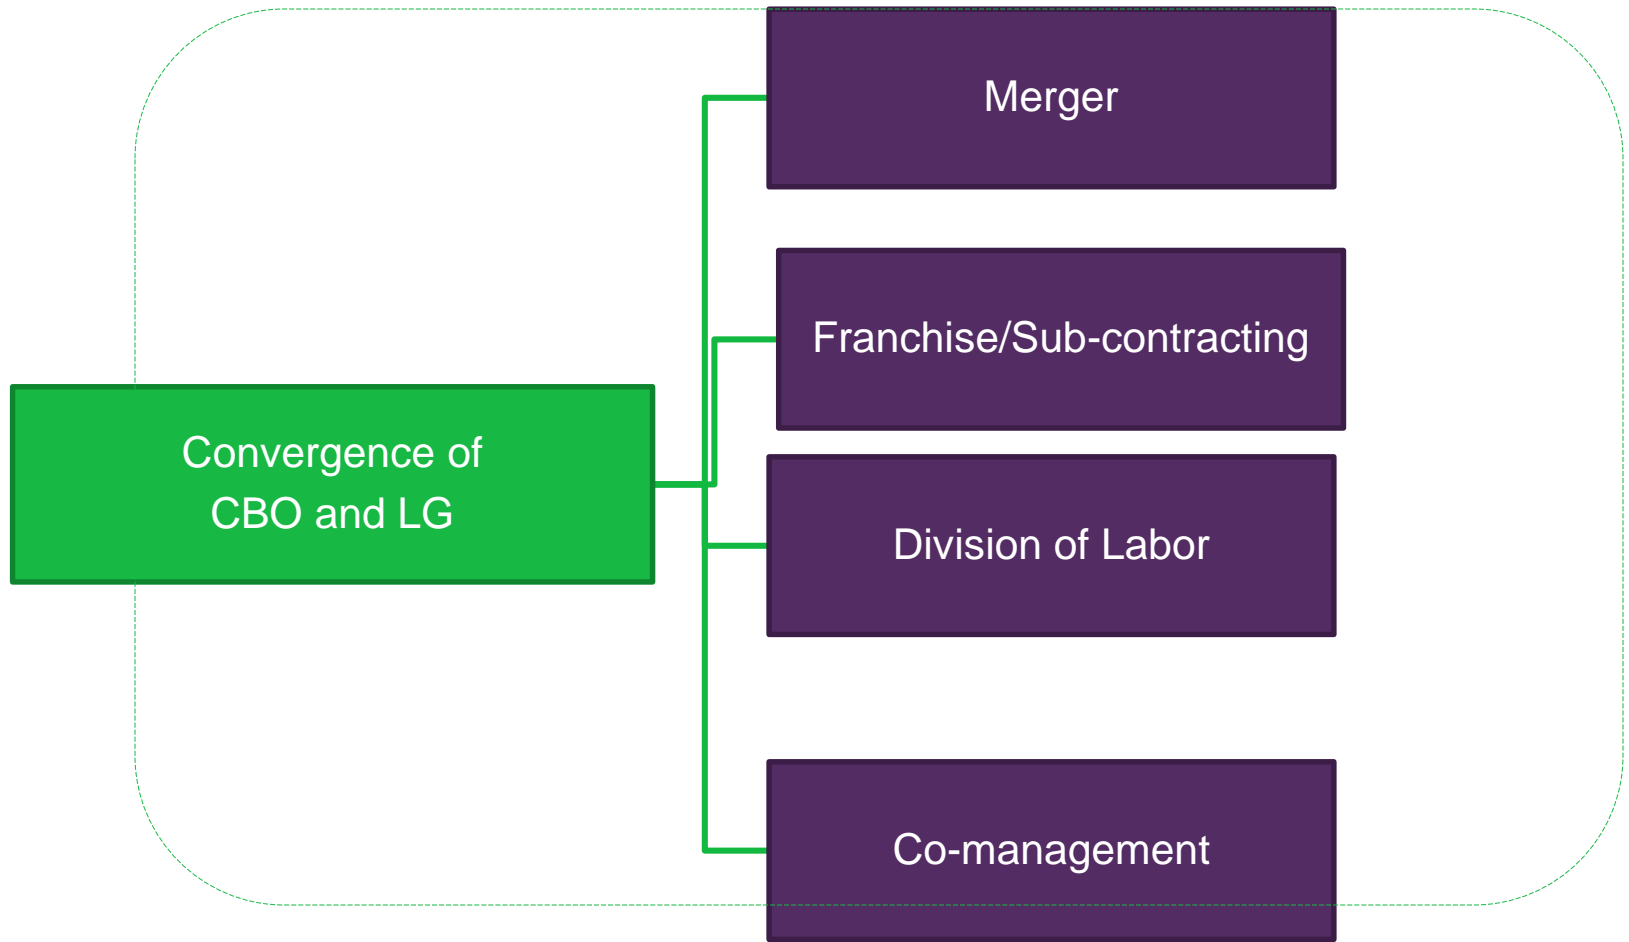 Merger
Franchise/Sub-contracting
Convergence of
CBO and LG
Division of Labor
Co-management